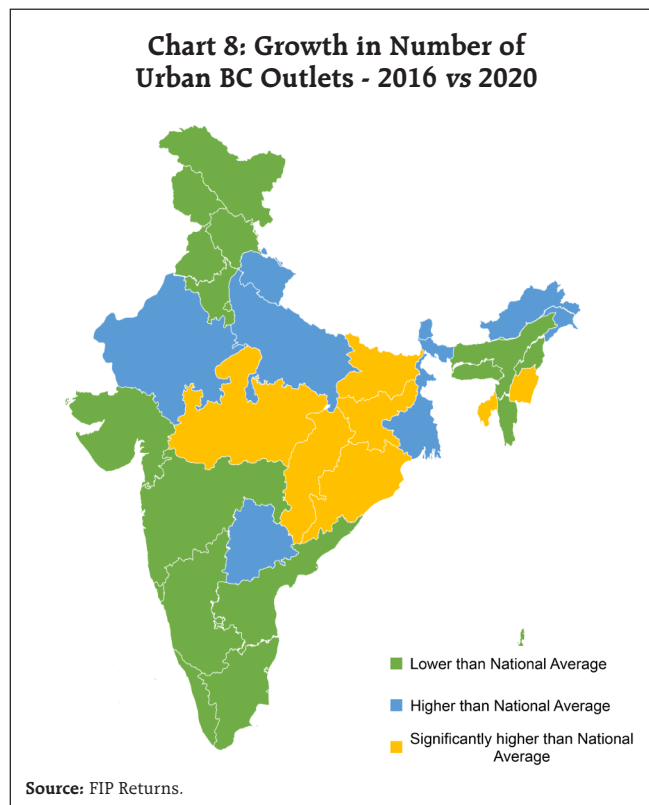 Chart 8: Growth in Number of
Urban BC Outlets - 2016 vs 2020
Lower than National Average
Higher than National Average
Significantly higher than National
Average
Source: FIP Returns.